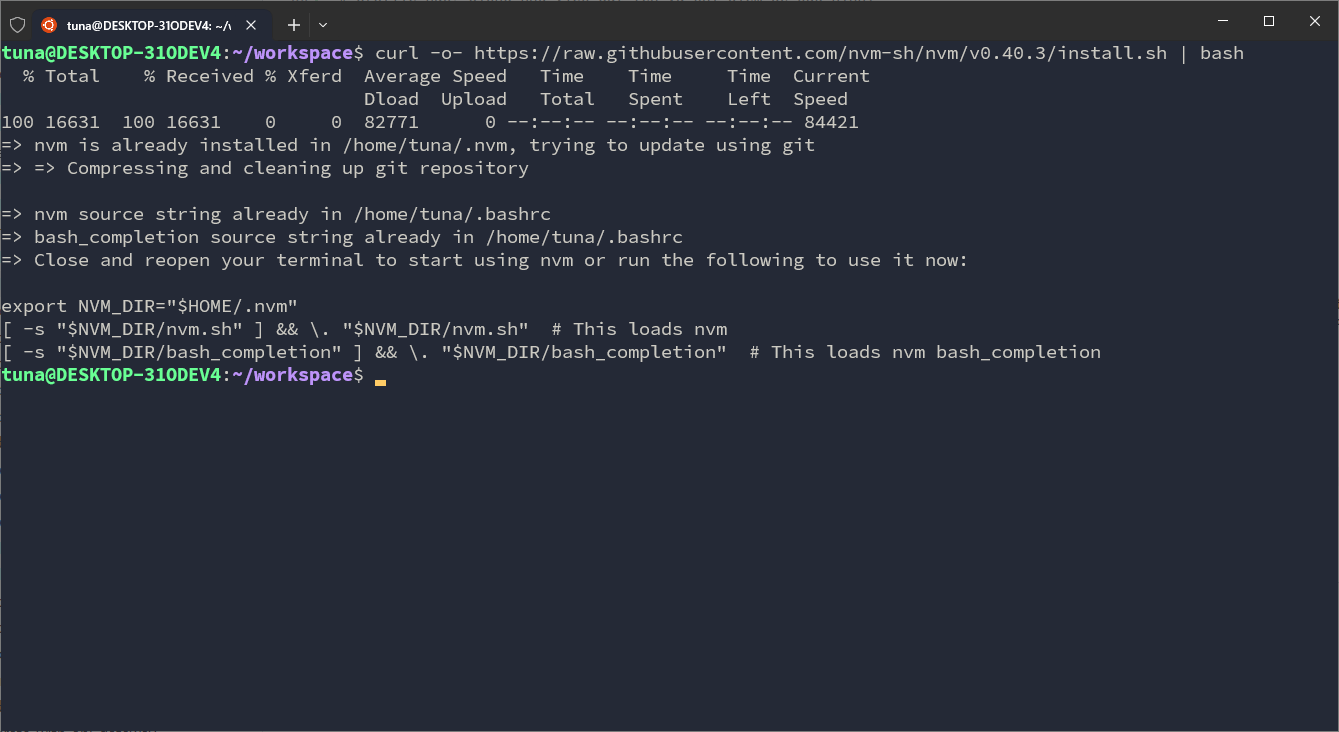 tuna@DESKTOP-31ODEV4: ~/v
tuna@DESKTOP-31ODEV4:~/workspace$ curl -o- https://raw.githubusercontent.com/nvm-sh/nvm/v0.40.3/install.sh | bash
  % Total    % Received % Xferd  Average Speed   Time    Time     Time  Current
                                 Dload  Upload   Total   Spent    Left  Speed
100 16631  100 16631    0     0  82771      0 --:--:-- --:--:-- --:--:-- 84421
=> nvm is already installed in /home/tuna/.nvm, trying to update using git
=> => Compressing and cleaning up git repository

=> nvm source string already in /home/tuna/.bashrc
=> bash_completion source string already in /home/tuna/.bashrc
=> Close and reopen your terminal to start using nvm or run the following to use it now:

export NVM_DIR="$HOME/.nvm"
[ -s "$NVM_DIR/nvm.sh" ] && \. "$NVM_DIR/nvm.sh"  # This loads nvm
[ -s "$NVM_DIR/bash_completion" ] && \. "$NVM_DIR/bash_completion"  # This loads nvm bash_completion
tuna@DESKTOP-31ODEV4:~/workspace$